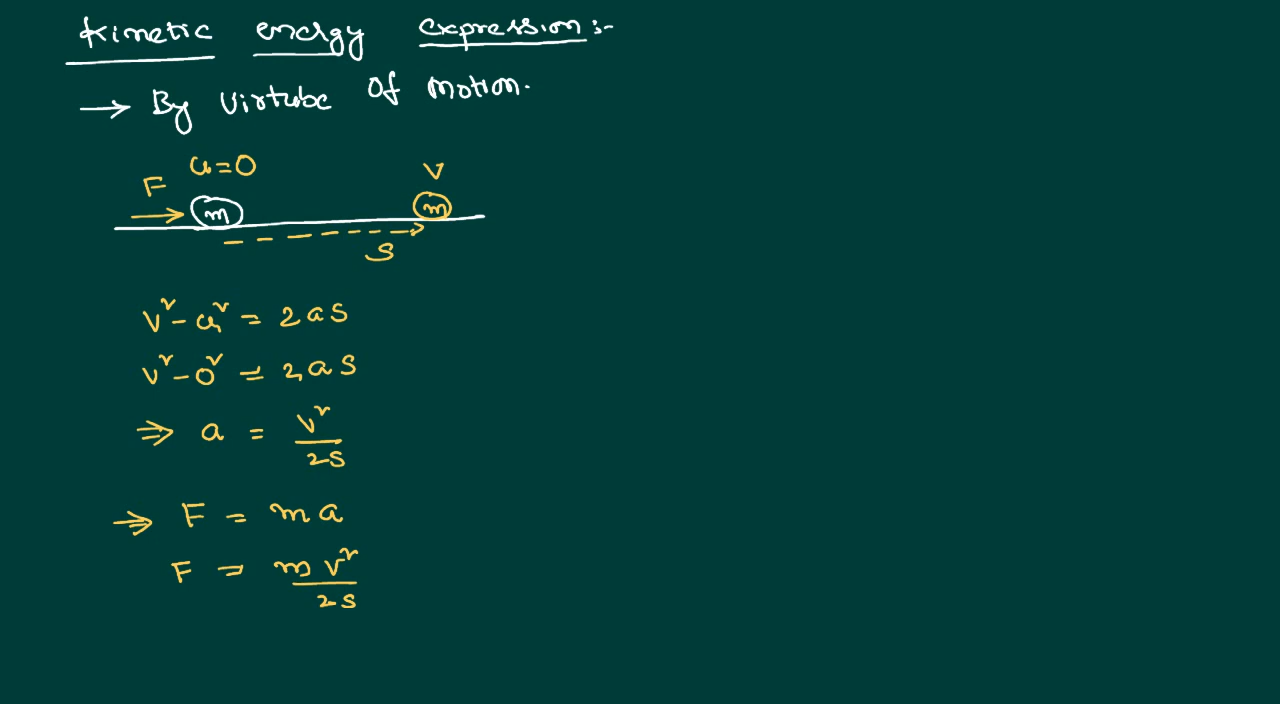 Kinetic energy expression :-
→ By Virtube Of motion.
u=0
V
F
m
m
S
V² - u² = 2as
V² - 0² = 2as
⇒ a = V²/2S
⇒ F = ma
F = mV²/2S